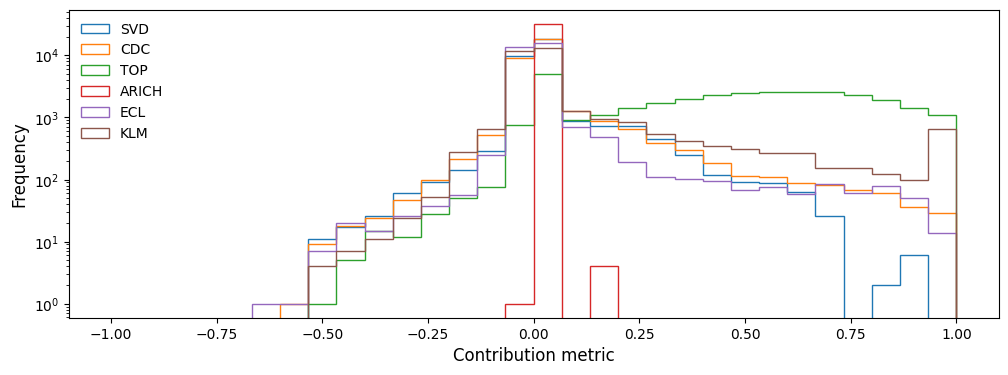 SVD
CDC
TOP
ARICH
ECL
KLM
Frequency
10⁴
10³
10²
10¹
10⁰
−1.00 −0.75 −0.50 −0.25 0.00 0.25 0.50 0.75 1.00
Contribution metric